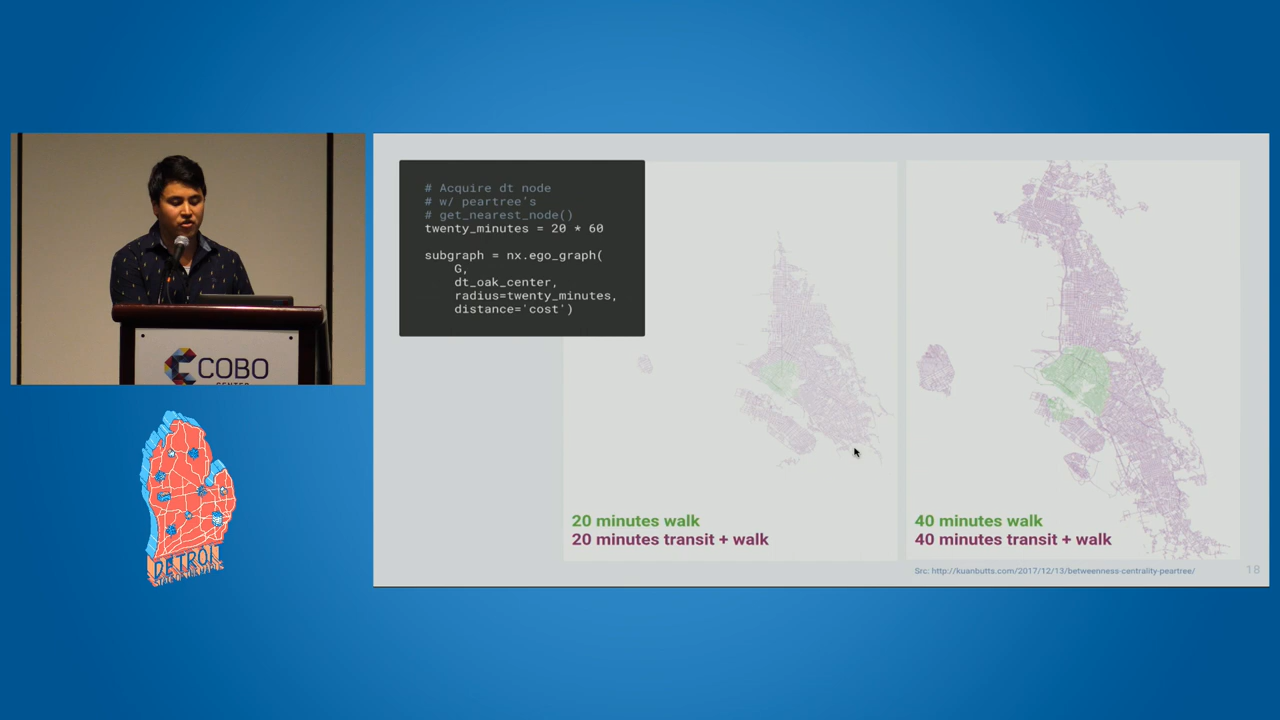 COBO
CENTER
DETROIT
# Acquire dt node
# w/ peartree's
# get_nearest_node()
twenty_minutes = 20 * 60
subgraph = nx.ego_graph(
G,
dt_oak_center,
radius=twenty_minutes,
distance='cost')
20 minutes walk
20 minutes transit + walk
40 minutes walk
40 minutes transit + walk
Src: http://kuanbutts.com/2017/12/13/betweenness-centrality-peartree/
18